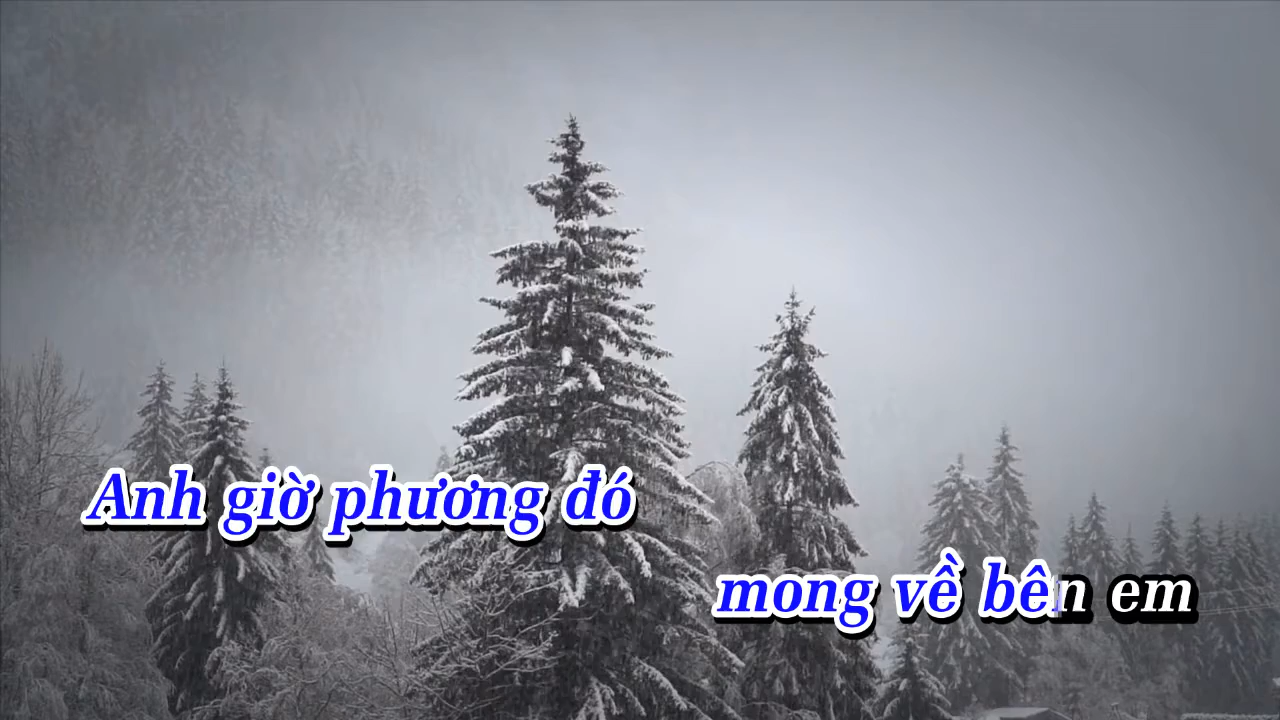 Anh giờ phương đó
mong về bên em